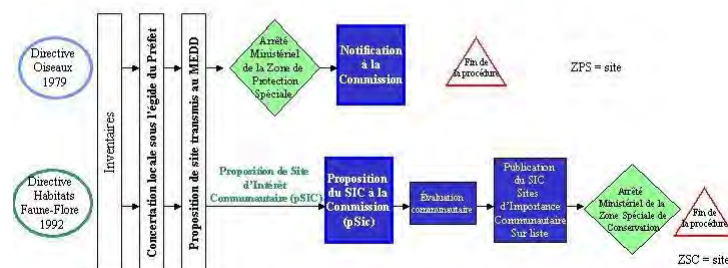 Directive
Oiseaux
1979
Inventaires
Concertation locale sous l'égide du Préfet
Proposition de site transmis au MEDD
Arrêté
Ministériel
de la Zone de
Protection
Spéciale
Notification
à la
Commission
Fin de
la procédure
ZPS = site
Directive
Habitats
Faune-Flore
1992
Proposition de Site
d'Intérêt
Communautaire (pSIC)
Proposition
du SIC à la
Commission
(pSic)
Évaluation
communautaire
Publication
du SIC
Sites
d'Importance
Communautaire
Sur liste
Arrêté
Ministériel de la
Zone Spéciale de
Conservation
Fin de
la procédure
ZSC = site